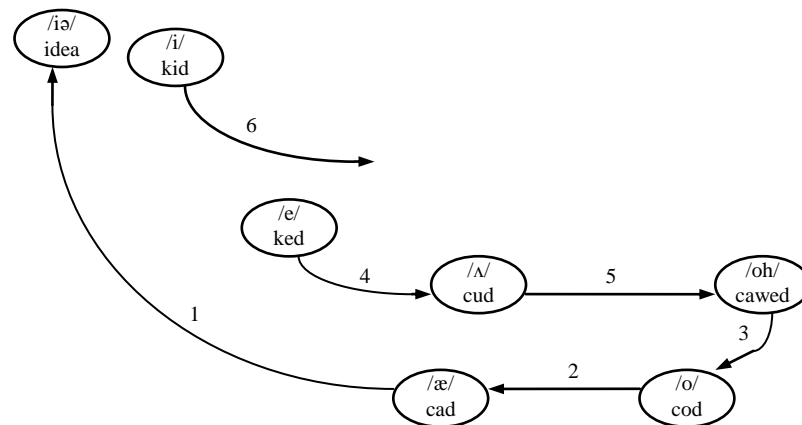 /iə/
idea
/i/
kid
6
/e/
ked
4
/ʌ/
cud
5
/oh/
cawed
1
3
/æ/
cad
2
/o/
cod